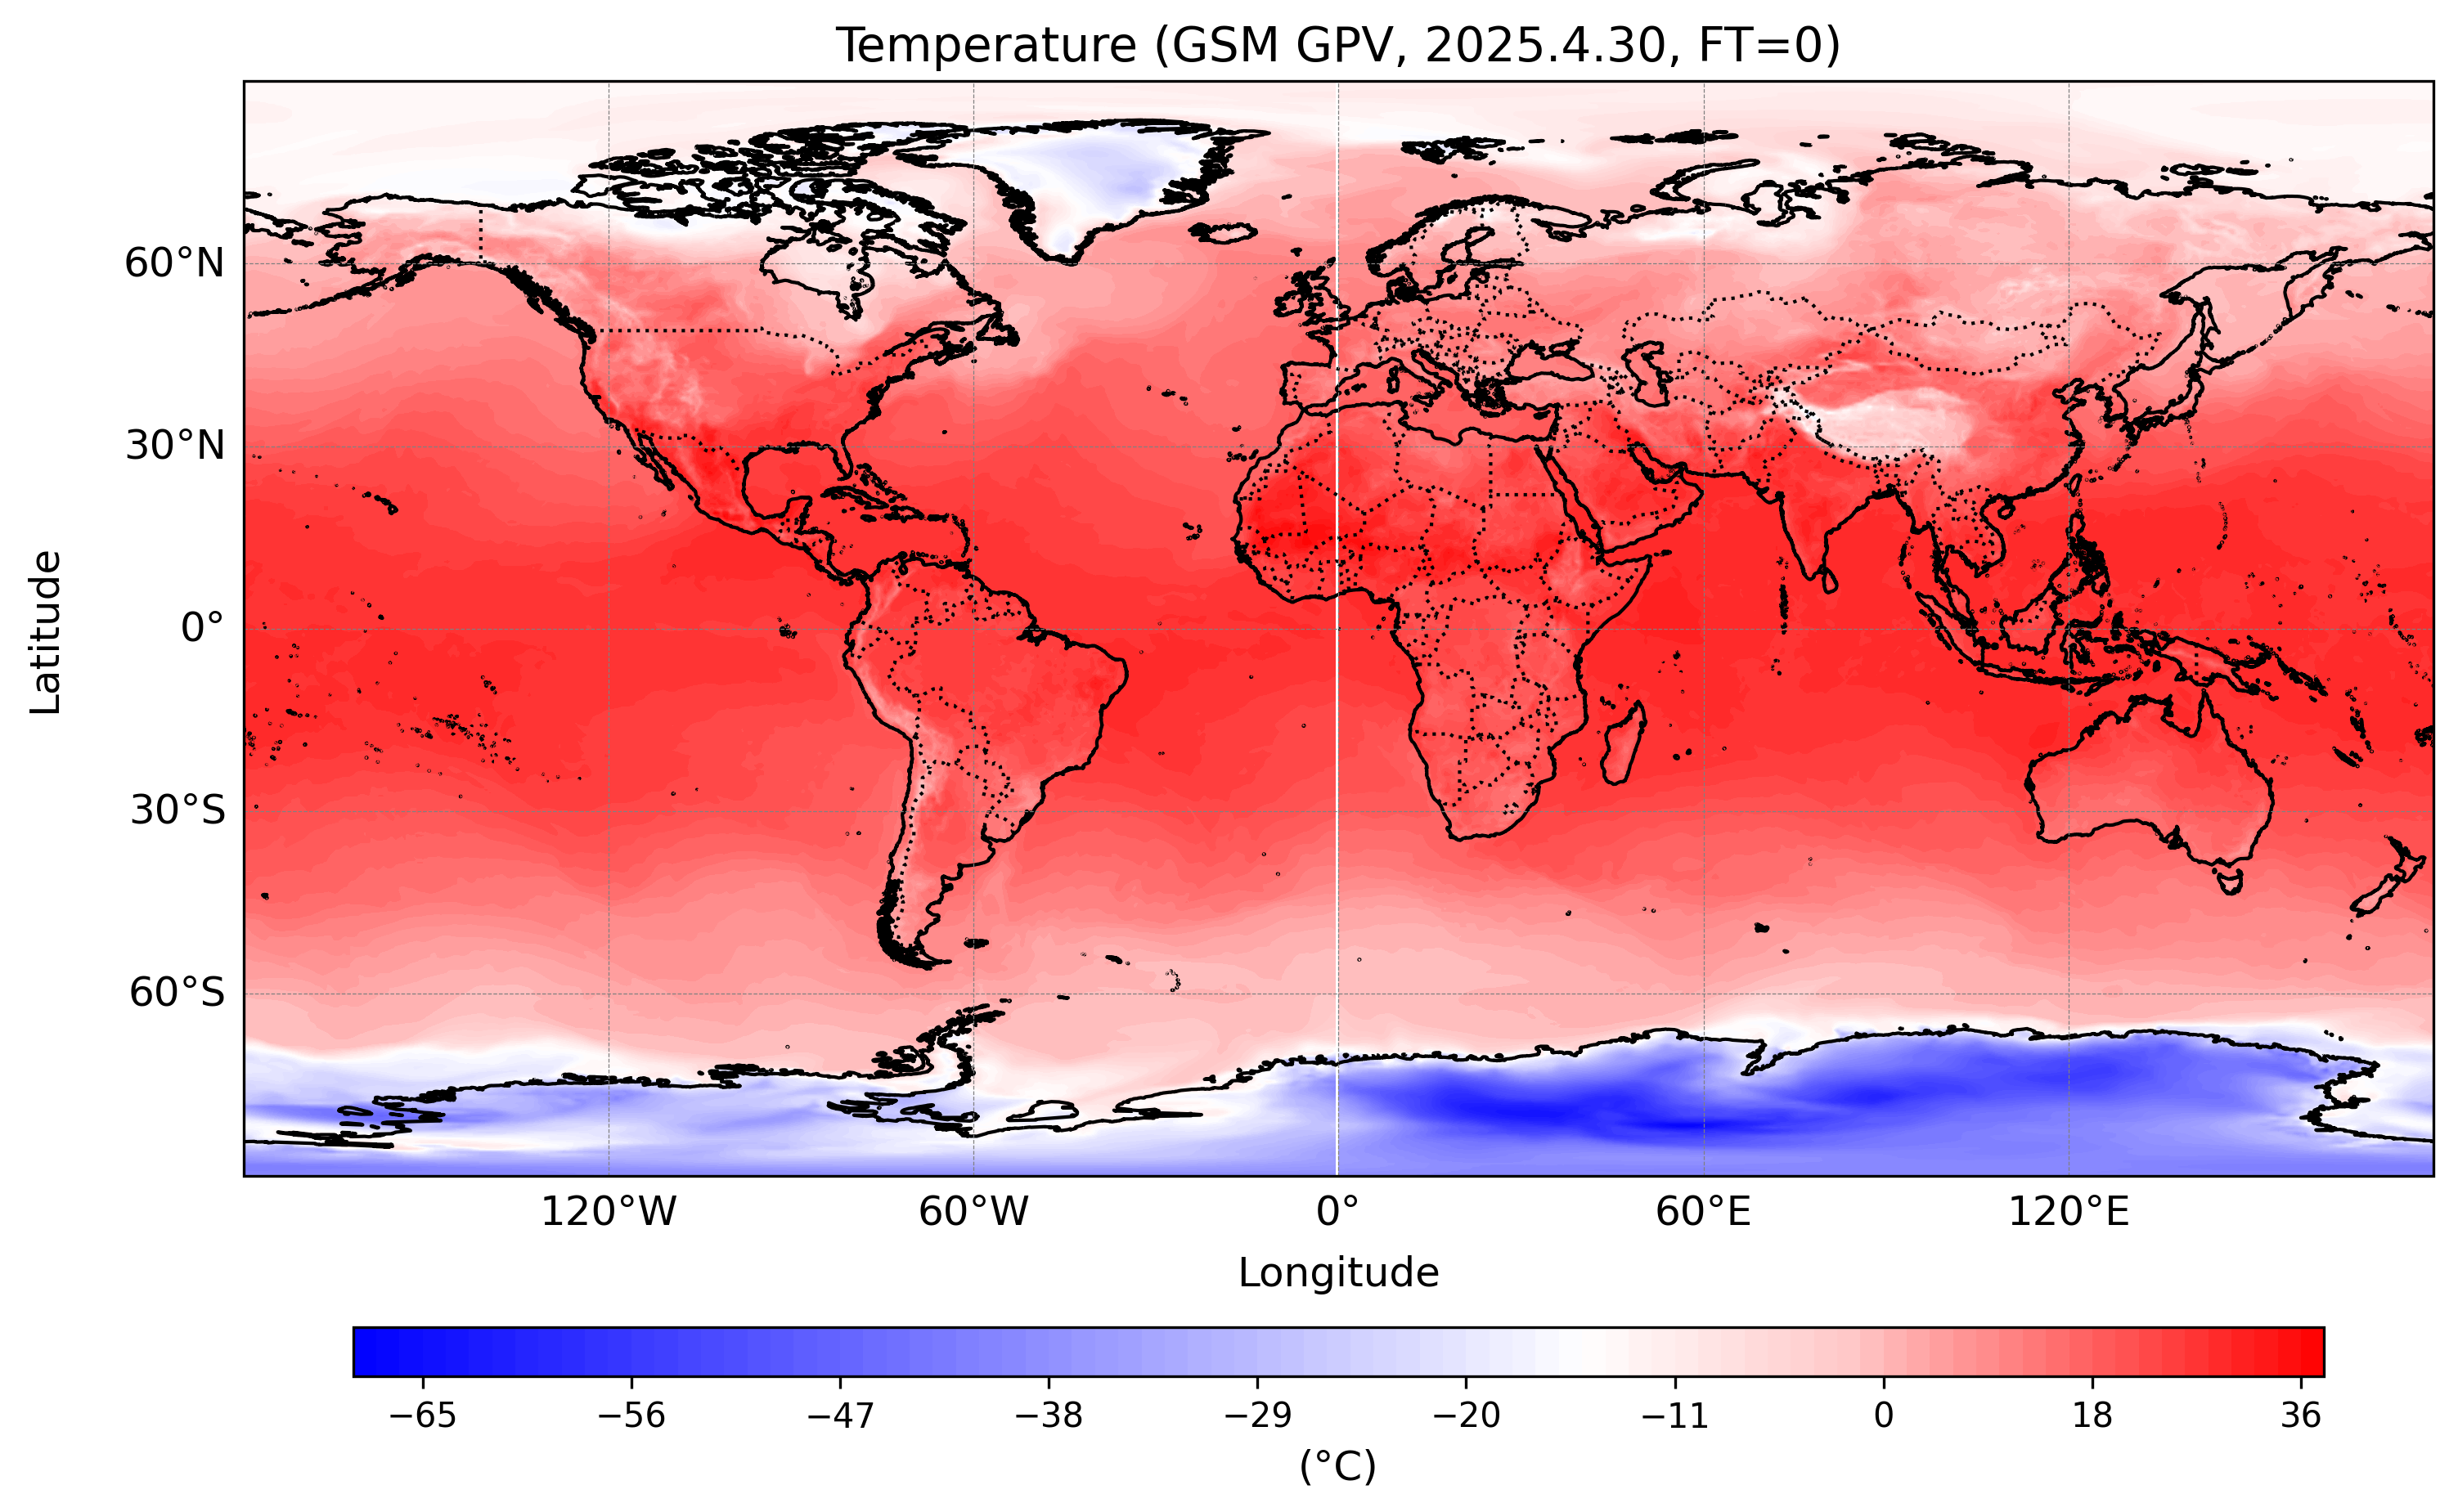 Temperature (GSM GPV, 2025.4.30, FT=0)
60°N
30°N
0°
30°S
60°S
Latitude
120°W 60°W 0° 60°E 120°E
Longitude
−65 −56 −47 −38 −29 −20 −11 0 18 36
(°C)